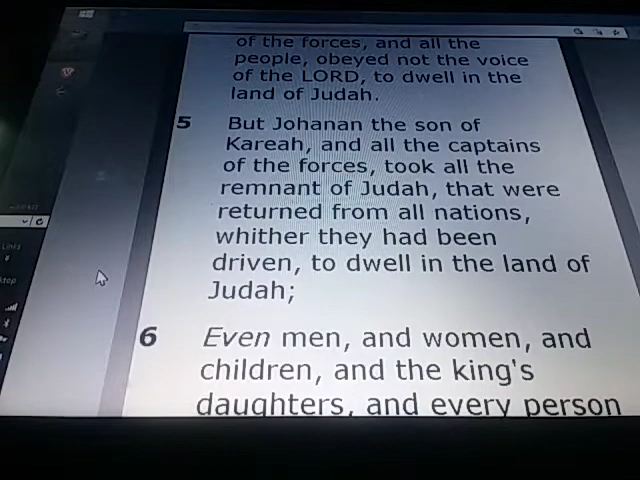 of the forces, and all the
people, obeyed not the voice
of the LORD, to dwell in the
land of Judah.
5 But Johanan the son of
Kareah, and all the captains
of the forces, took all the
remnant of Judah, that were
returned from all nations,
whither they had been
driven, to dwell in the land of
Judah;
6 Even men, and women, and
children, and the king's
daughters, and every person
Links